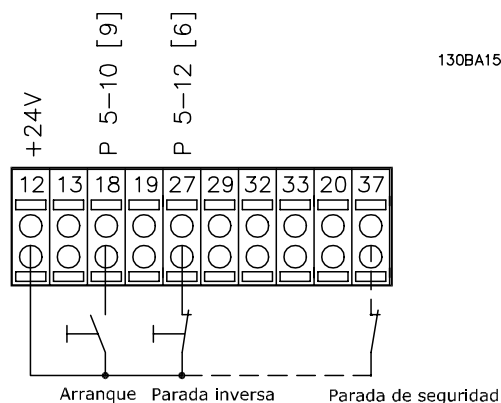 +24V
P 5-10 [9]
P 5-12 [6]
130BA15
12 13 18 19 27 29 32 33 20 37
Arranque Parada inversa Parada de seguridad